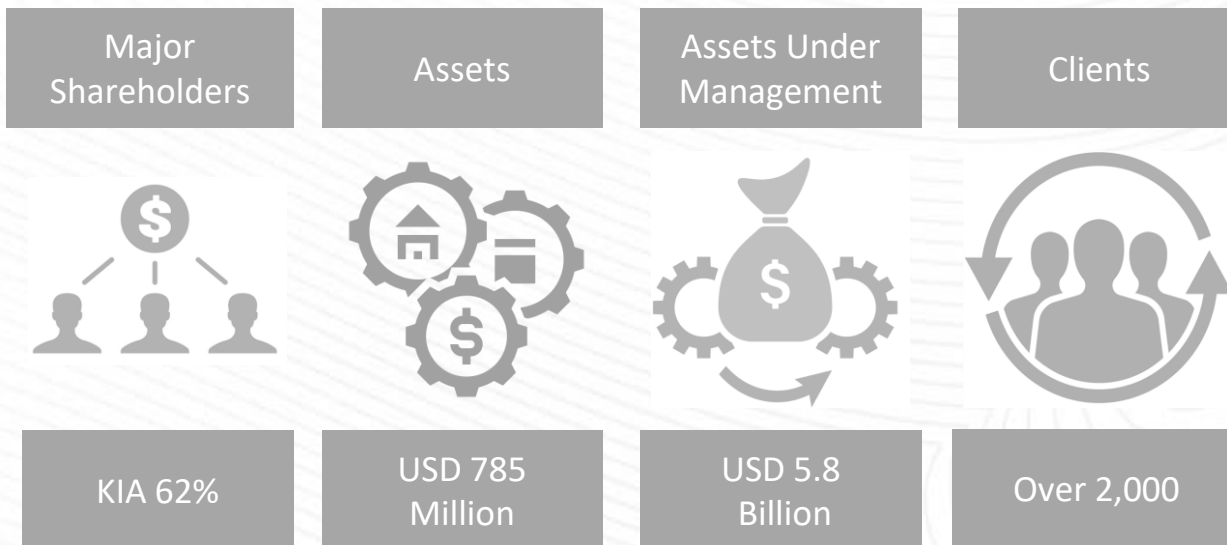 Major
Shareholders
Assets
Assets Under
Management
Clients
$
$
$
KIA 62%
USD 785
Million
USD 5.8
Billion
Over 2,000